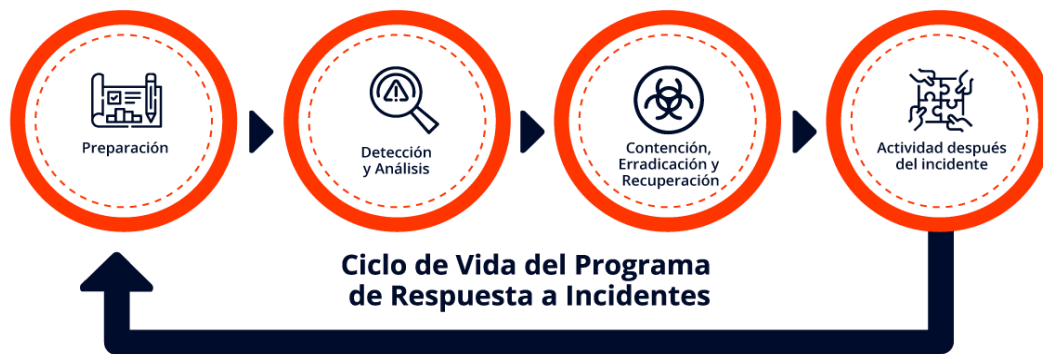 Preparación
Detección
y Análisis
Contención,
Erradicación y
Recuperación
Actividad después
del incidente
Ciclo de Vida del Programa
de Respuesta a Incidentes